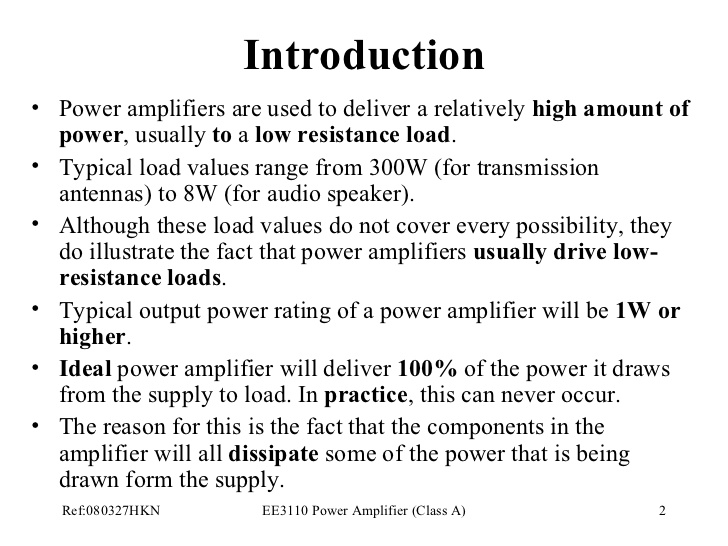 Introduction
• Power amplifiers are used to deliver a relatively high amount of
power, usually to a low resistance load.
• Typical load values range from 300W (for transmission
antennas) to 8W (for audio speaker).
• Although these load values do not cover every possibility, they
do illustrate the fact that power amplifiers usually drive low-
resistance loads.
• Typical output power rating of a power amplifier will be 1W or
higher.
• Ideal power amplifier will deliver 100% of the power it draws
from the supply to load. In practice, this can never occur.
• The reason for this is the fact that the components in the
amplifier will all dissipate some of the power that is being
drawn form the supply.
Ref:080327HKN EE3110 Power Amplifier (Class A) 2